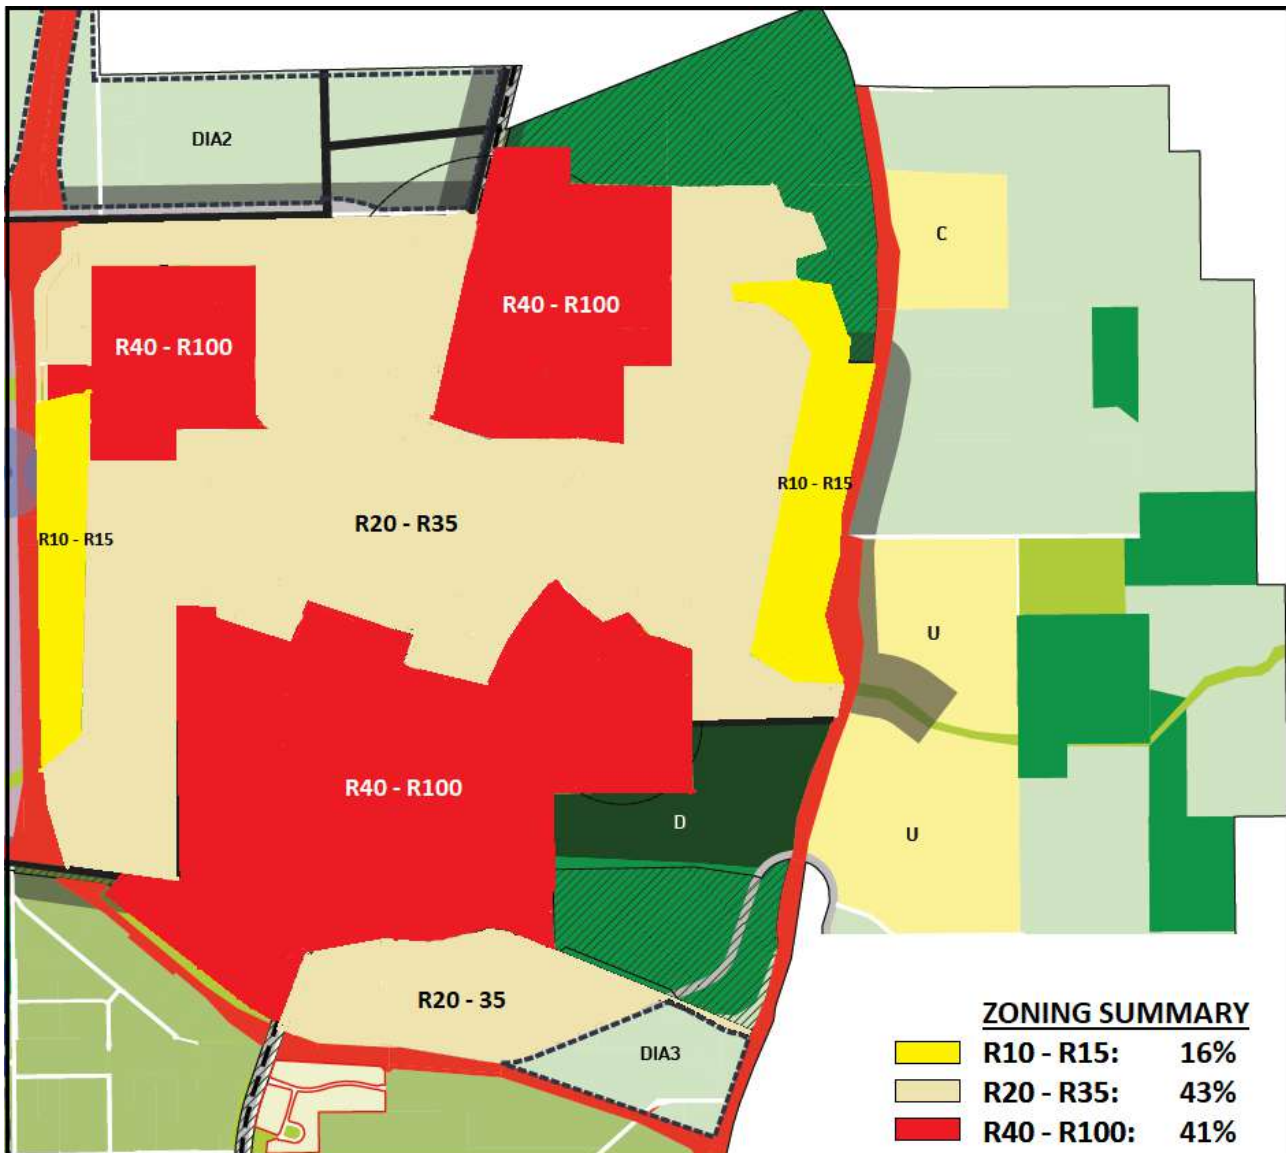 DIA2
C
R40 - R100
R40 - R100
R10 - R15
R20 - R35
R10 - R15
U
R40 - R100
D
U
R20 - 35
DIA3
ZONING SUMMARY
R10 - R15: 16%
R20 - R35: 43%
R40 - R100: 41%